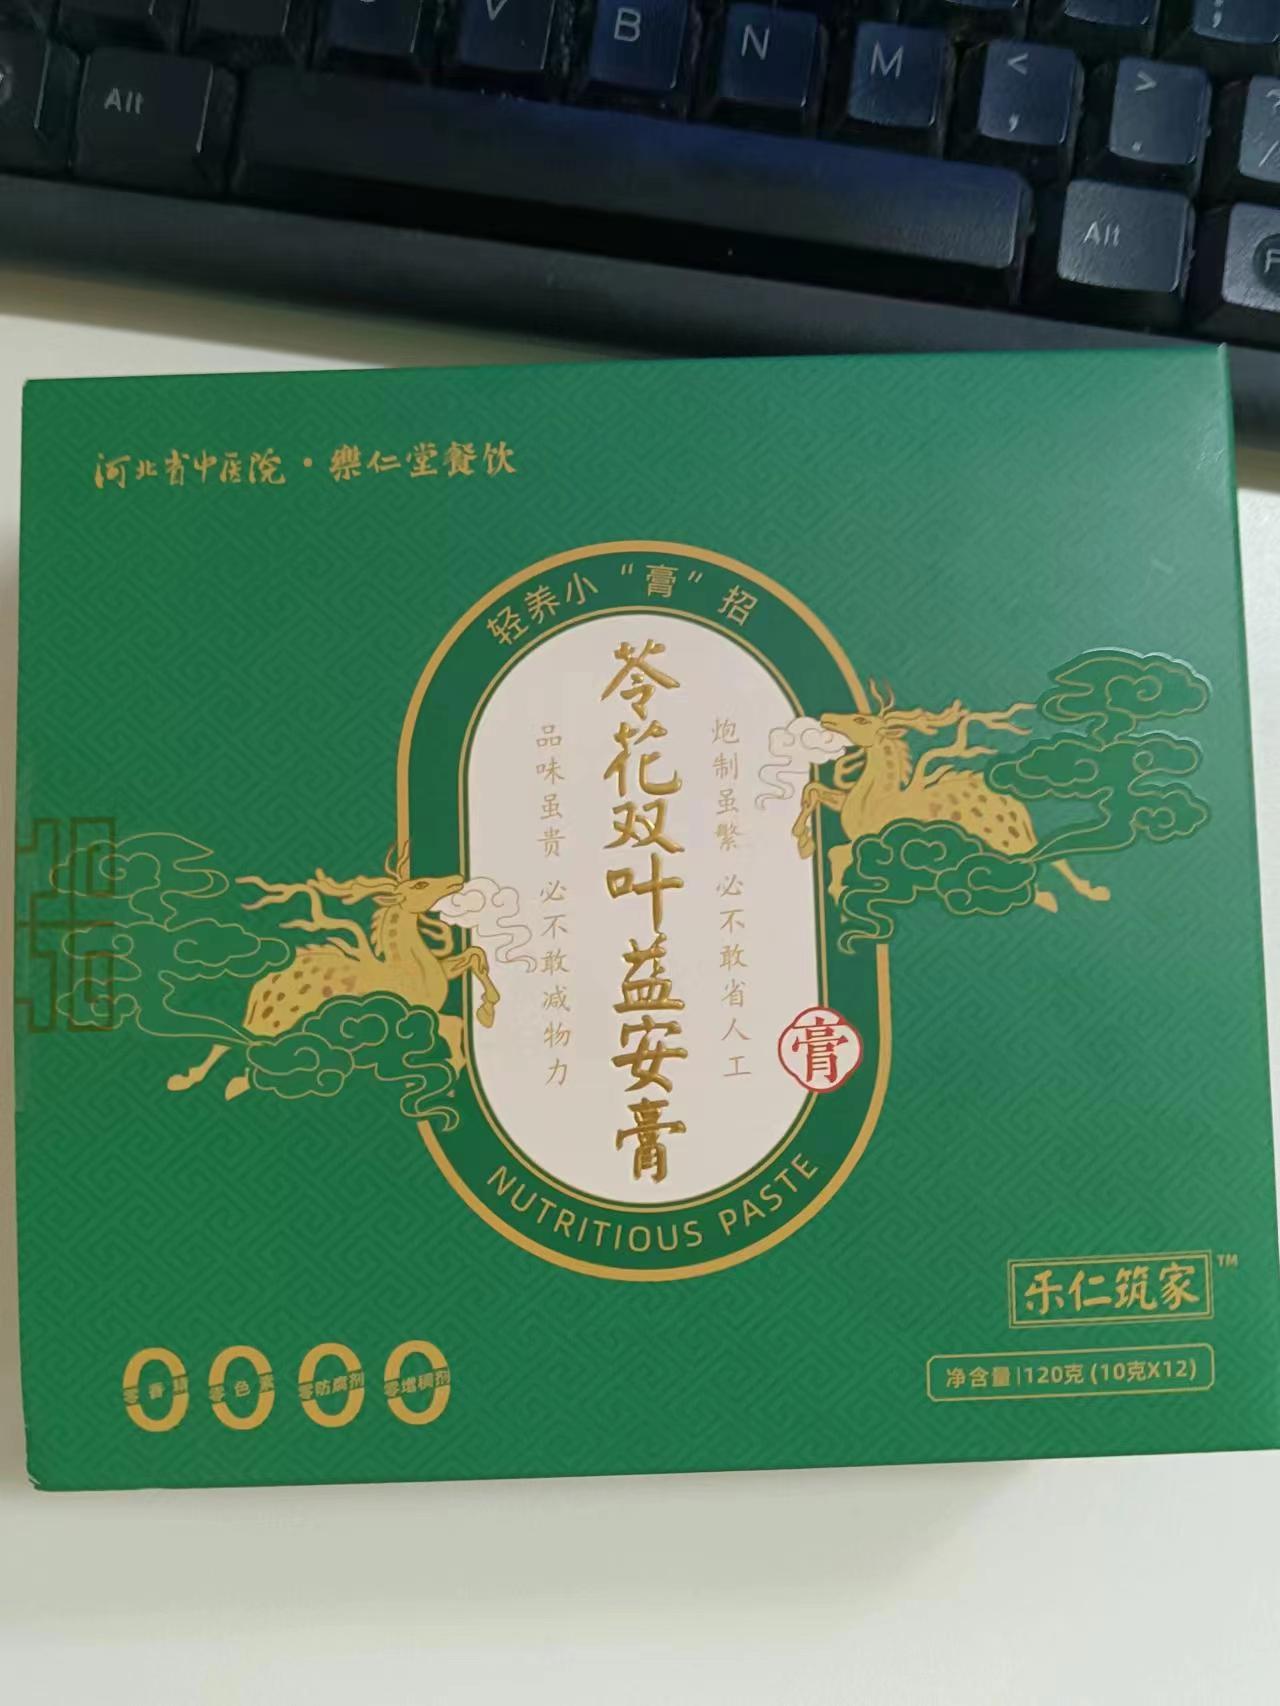 V
B
N
M
<
,
>
.
?
/
;
Alt
Alt
F
河北省中医院·樂仁堂餐饮
轻养小“膏”招
炮制虽繁 必不敢省人工
苓花双叶益安膏
品味虽贵 必不敢减物力
膏
NUTRITIOUS PASTE
乐仁筑家™
零香精 零色素 零防腐剂 零增稠剂
净含量|120克 (10克X12)